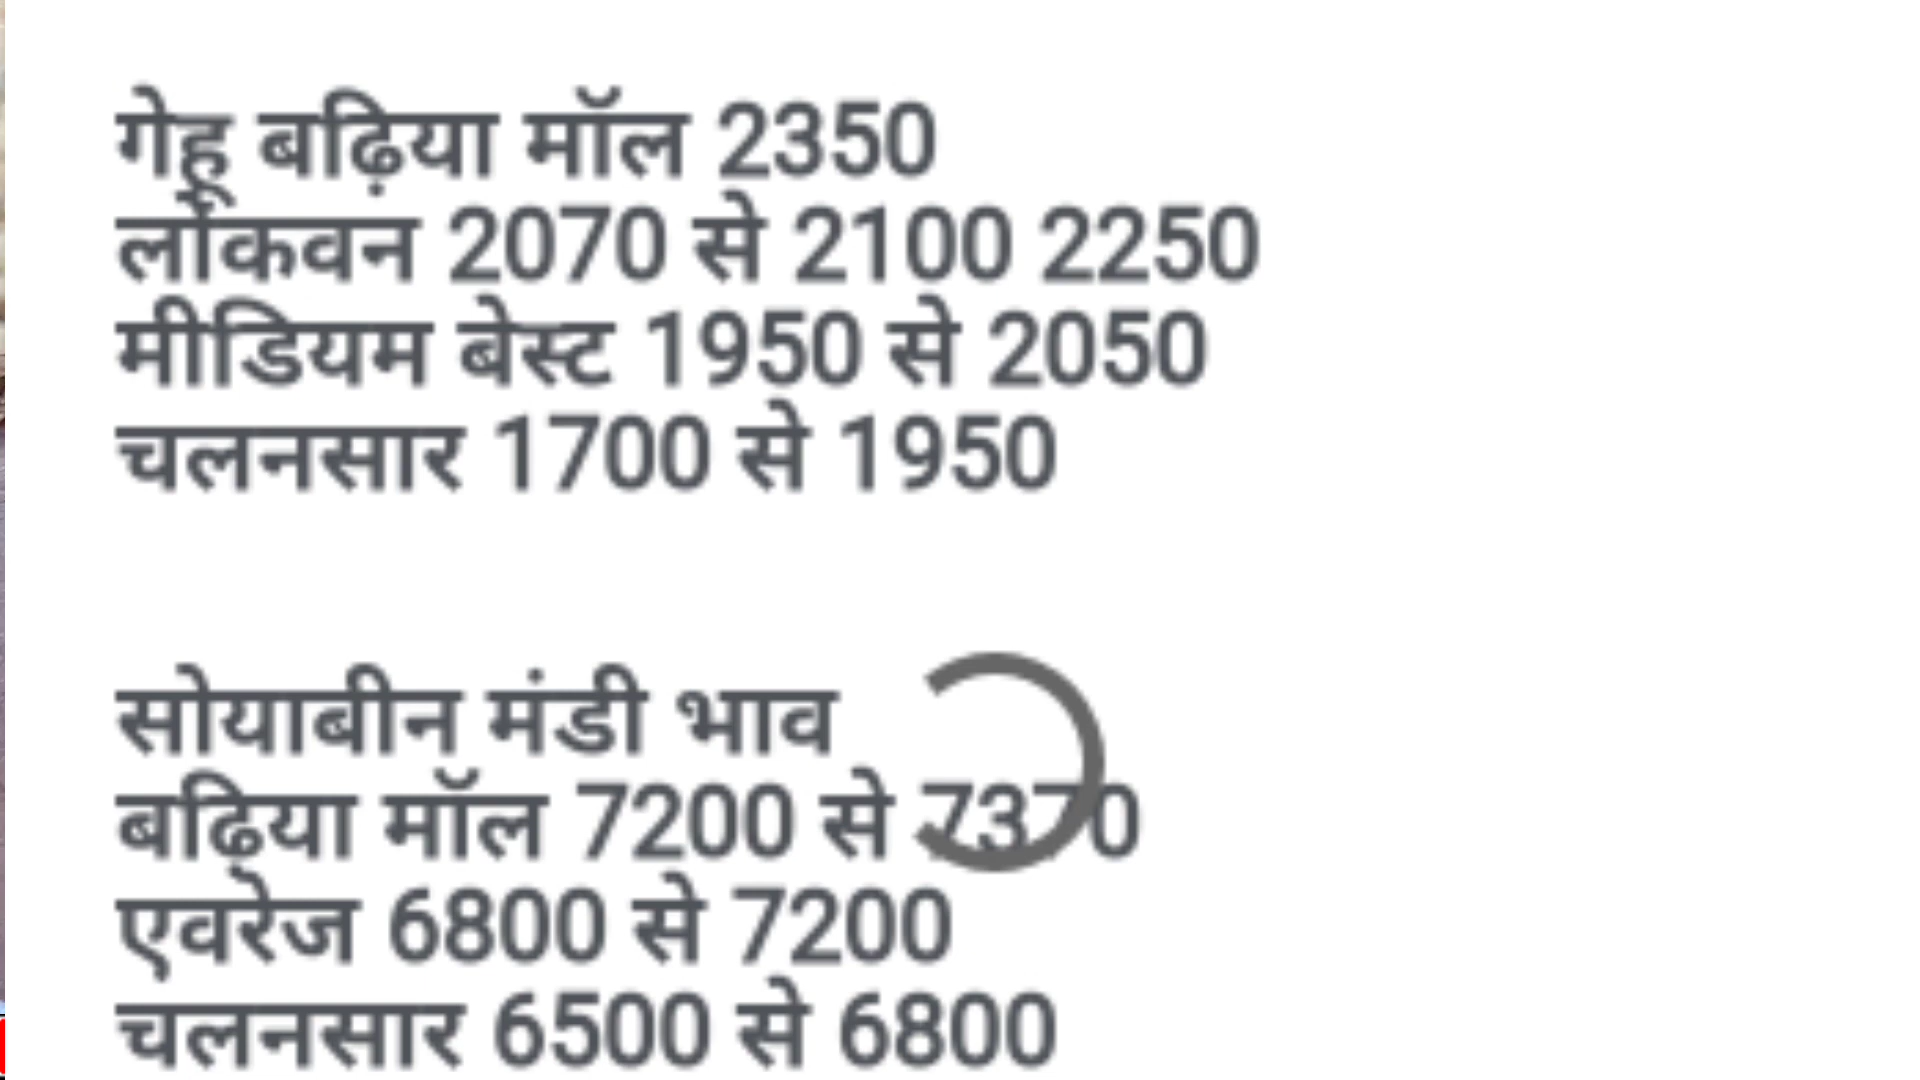 गेहू बढ़िया मॉल 2350
लोकवन 2070 से 2100 2250
मीडियम बेस्ट 1950 से 2050
चलनसार 1700 से 1950
सोयाबीन मंडी भाव
बढ़िया मॉल 7200 से 7370
एवरेज 6800 से 7200
चलनसार 6500 से 6800